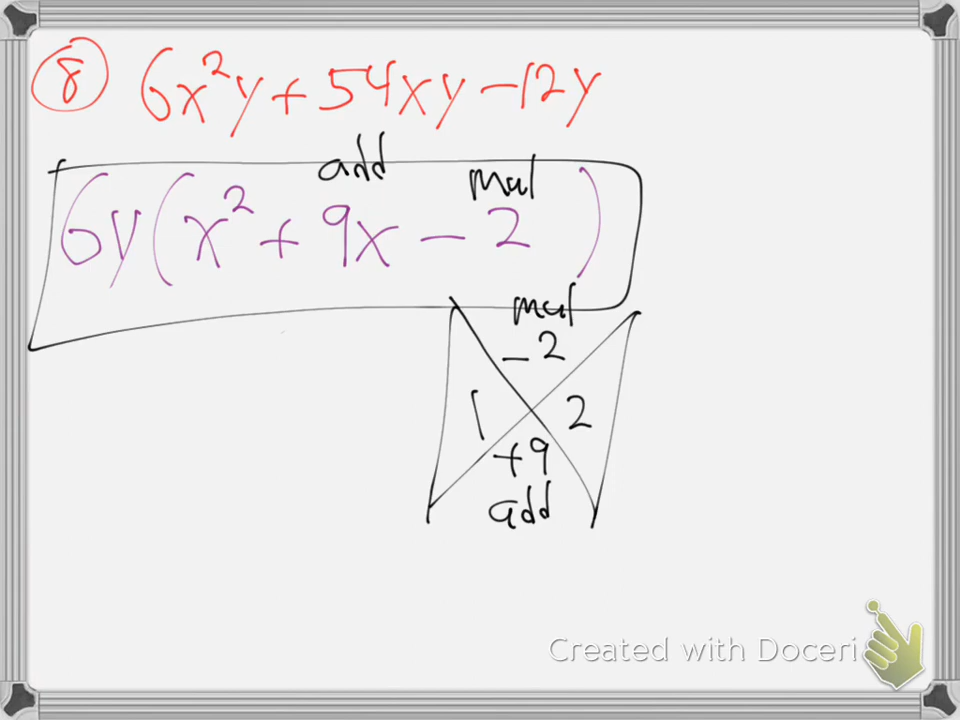 8 6x²y + 54xy - 12y
add mul
6y(x² + 9x - 2)
mul
-2
1 2
+9
add
Created with Doceri